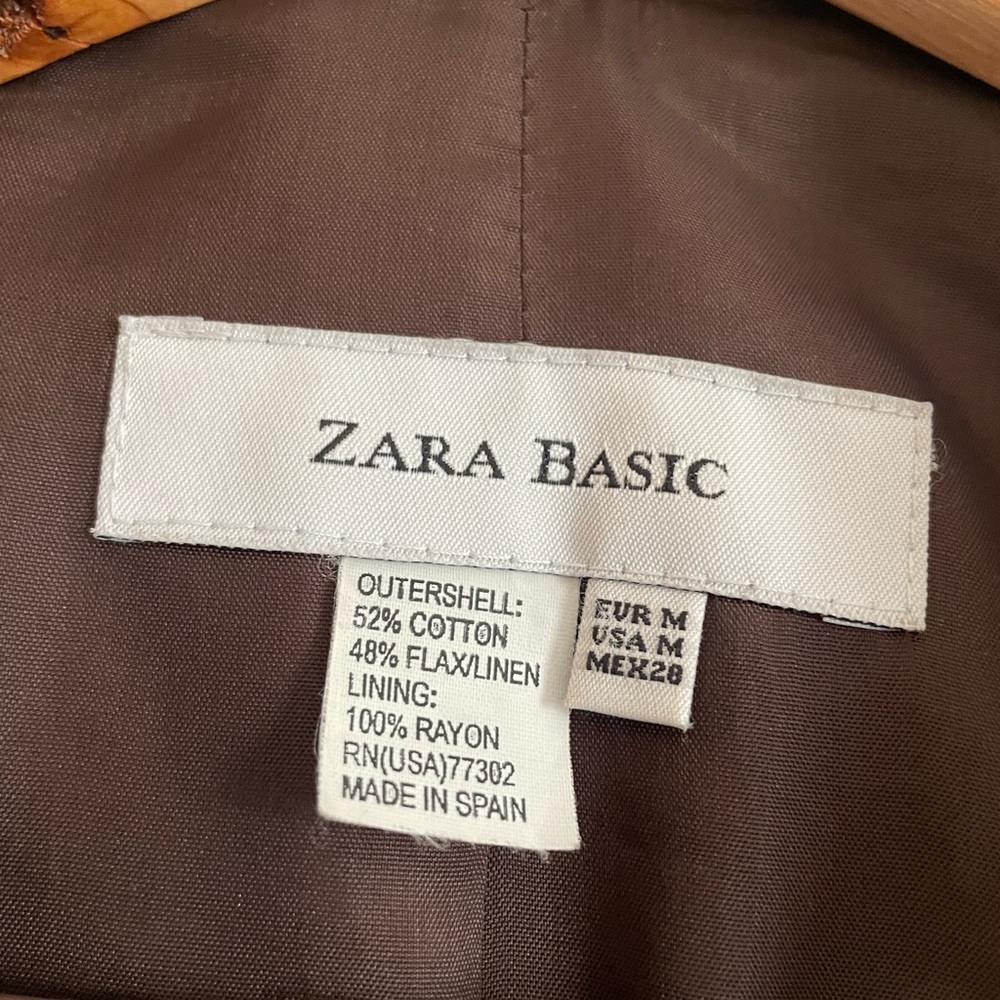 ZARA BASIC
OUTERSHELL:
52% COTTON
48% FLAX/LINEN
LINING:
100% RAYON
RN(USA)77302
MADE IN SPAIN
EUR M
USA M
MEX28